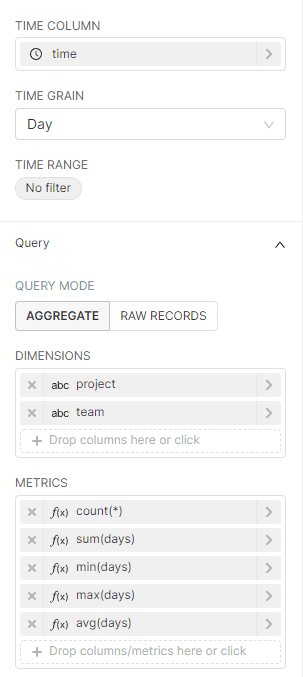 TIME COLUMN
time
TIME GRAIN
Day
TIME RANGE
No filter
Query
QUERY MODE
AGGREGATE RAW RECORDS
DIMENSIONS
abc project
abc team
+ Drop columns here or click
METRICS
f(x) count(*)
f(x) sum(days)
f(x) min(days)
f(x) max(days)
f(x) avg(days)
+ Drop columns/metrics here or click